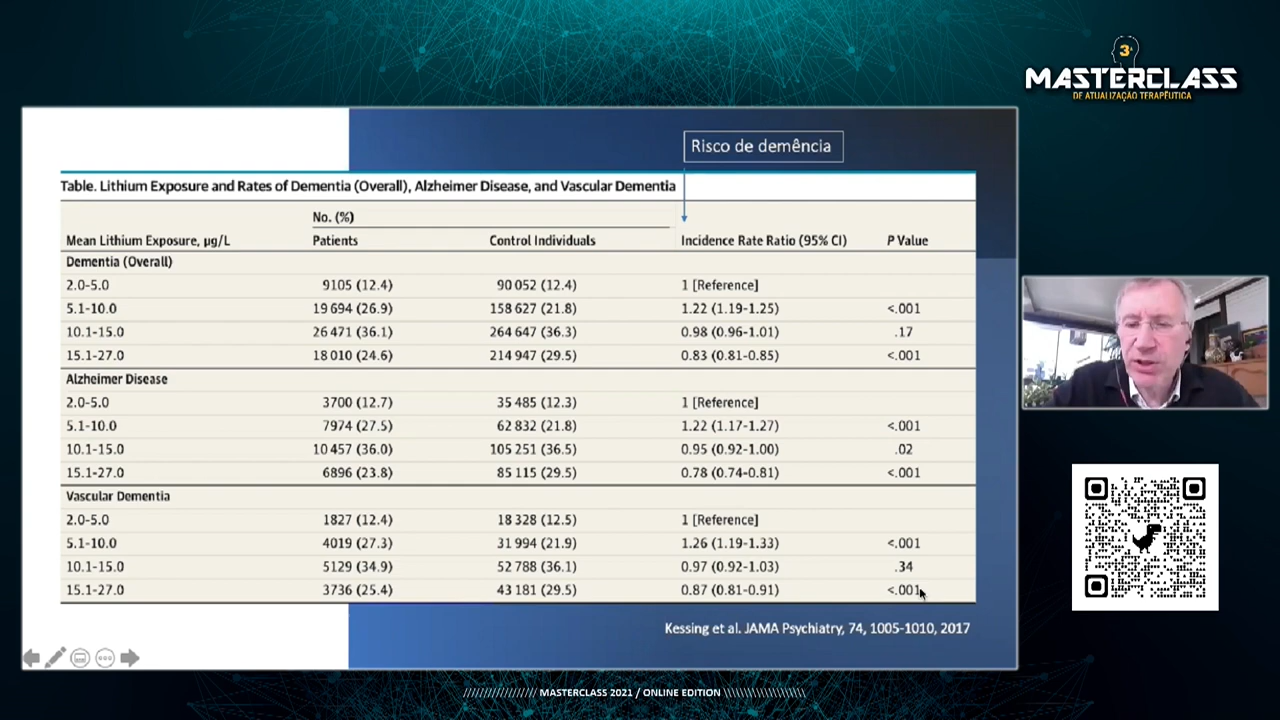 3ª
MASTERCLASS
DE ATUALIZAÇÃO TERAPÊUTICA
Risco de demência
Table. Lithium Exposure and Rates of Dementia (Overall), Alzheimer Disease, and Vascular Dementia
No. (%)
Mean Lithium Exposure, µg/L Patients Control Individuals Incidence Rate Ratio (95% CI) P Value
Dementia (Overall)
2.0-5.0 9105 (12.4) 90 052 (12.4) 1 [Reference]
5.1-10.0 19 694 (26.9) 158 627 (21.8) 1.22 (1.19-1.25) <.001
10.1-15.0 26 471 (36.1) 264 647 (36.3) 0.98 (0.96-1.01) .17
15.1-27.0 18 010 (24.6) 214 947 (29.5) 0.83 (0.81-0.85) <.001
Alzheimer Disease
2.0-5.0 3700 (12.7) 35 485 (12.3) 1 [Reference]
5.1-10.0 7974 (27.5) 62 832 (21.8) 1.22 (1.17-1.27) <.001
10.1-15.0 10 457 (36.0) 105 251 (36.5) 0.95 (0.92-1.00) .02
15.1-27.0 6896 (23.8) 85 115 (29.5) 0.78 (0.74-0.81) <.001
Vascular Dementia
2.0-5.0 1827 (12.4) 18 328 (12.5) 1 [Reference]
5.1-10.0 4019 (27.3) 31 994 (21.9) 1.26 (1.19-1.33) <.001
10.1-15.0 5129 (34.9) 52 788 (36.1) 0.97 (0.92-1.03) .34
15.1-27.0 3736 (25.4) 43 181 (29.5) 0.87 (0.81-0.91) <.001
Kessing et al. JAMA Psychiatry, 74, 1005-1010, 2017
////////////////// MASTERCLASS 2021 / ONLINE EDITION \\\\\\\\\\\\\\\\\\